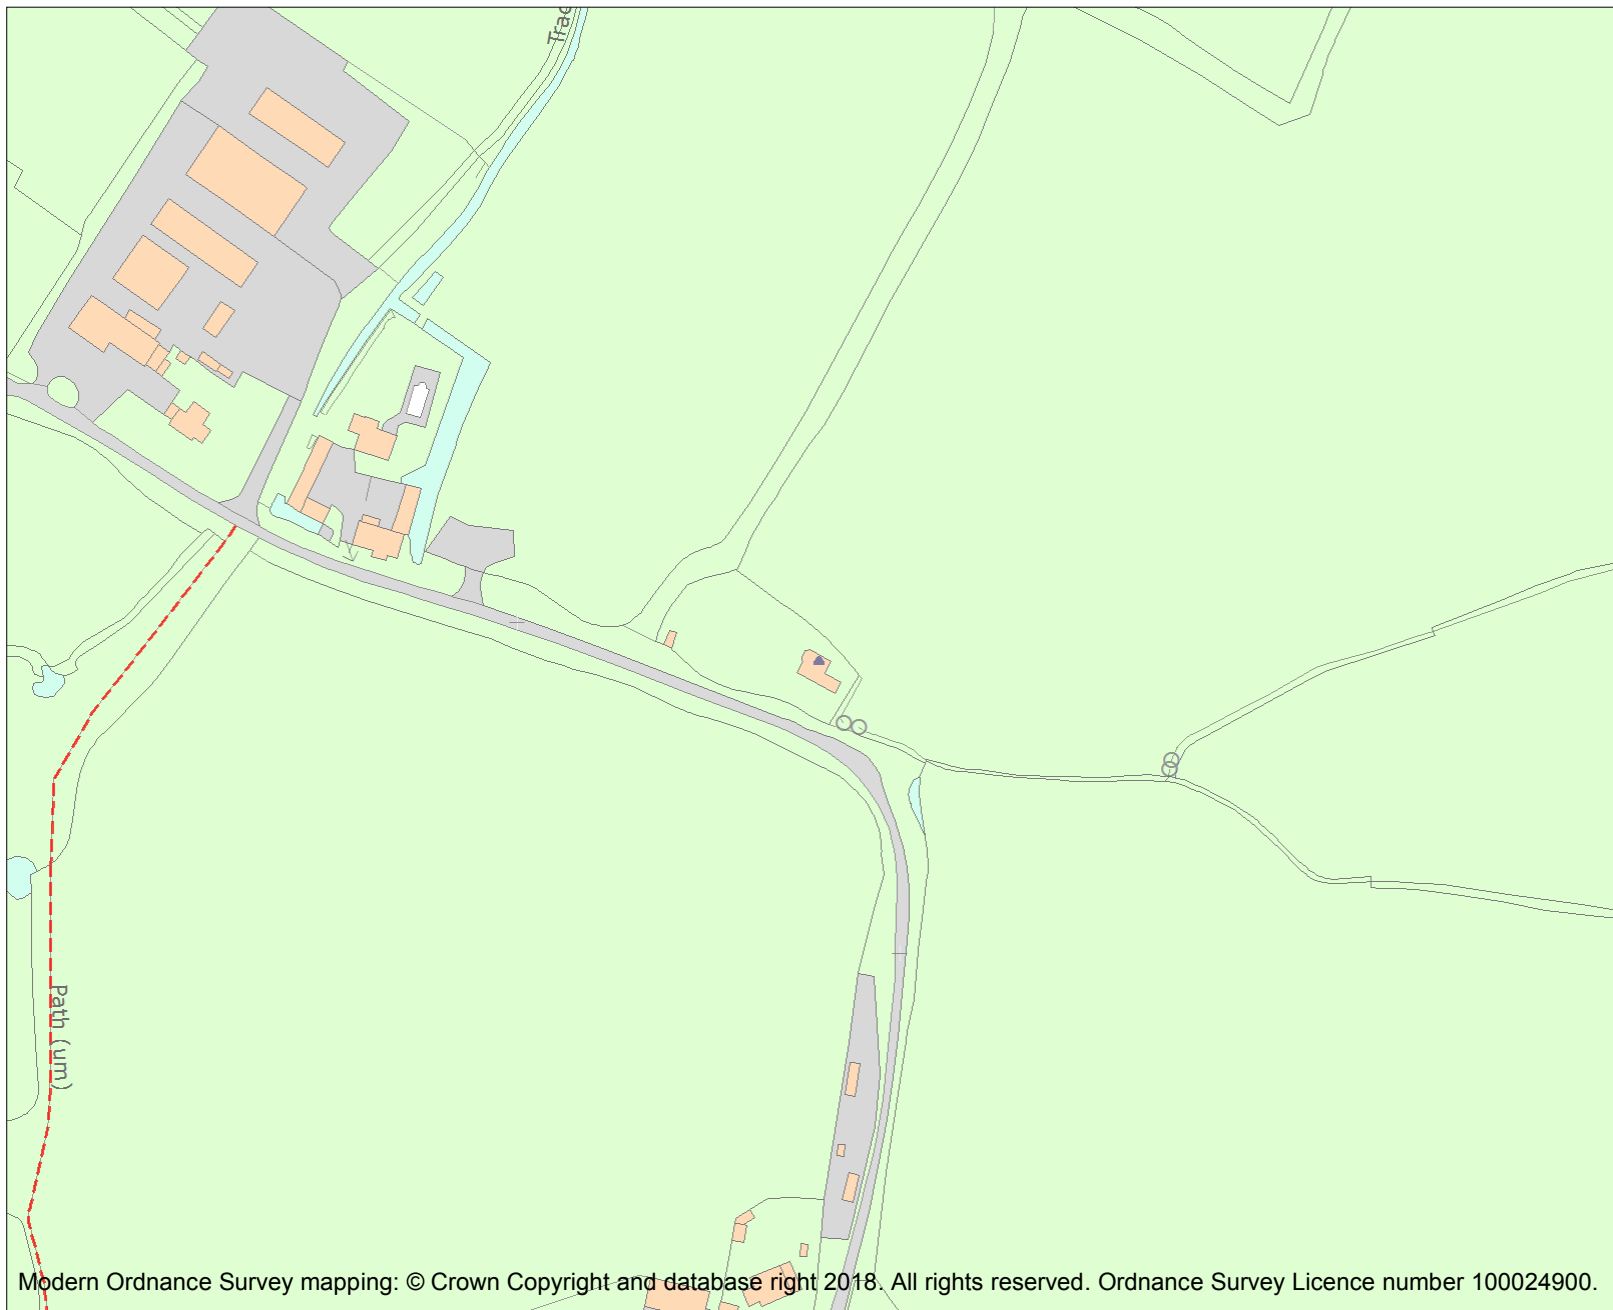 Path (um)
Modern Ordnance Survey mapping: © Crown Copyright and database right 2018. All rights reserved. Ordnance Survey Licence number 100024900.